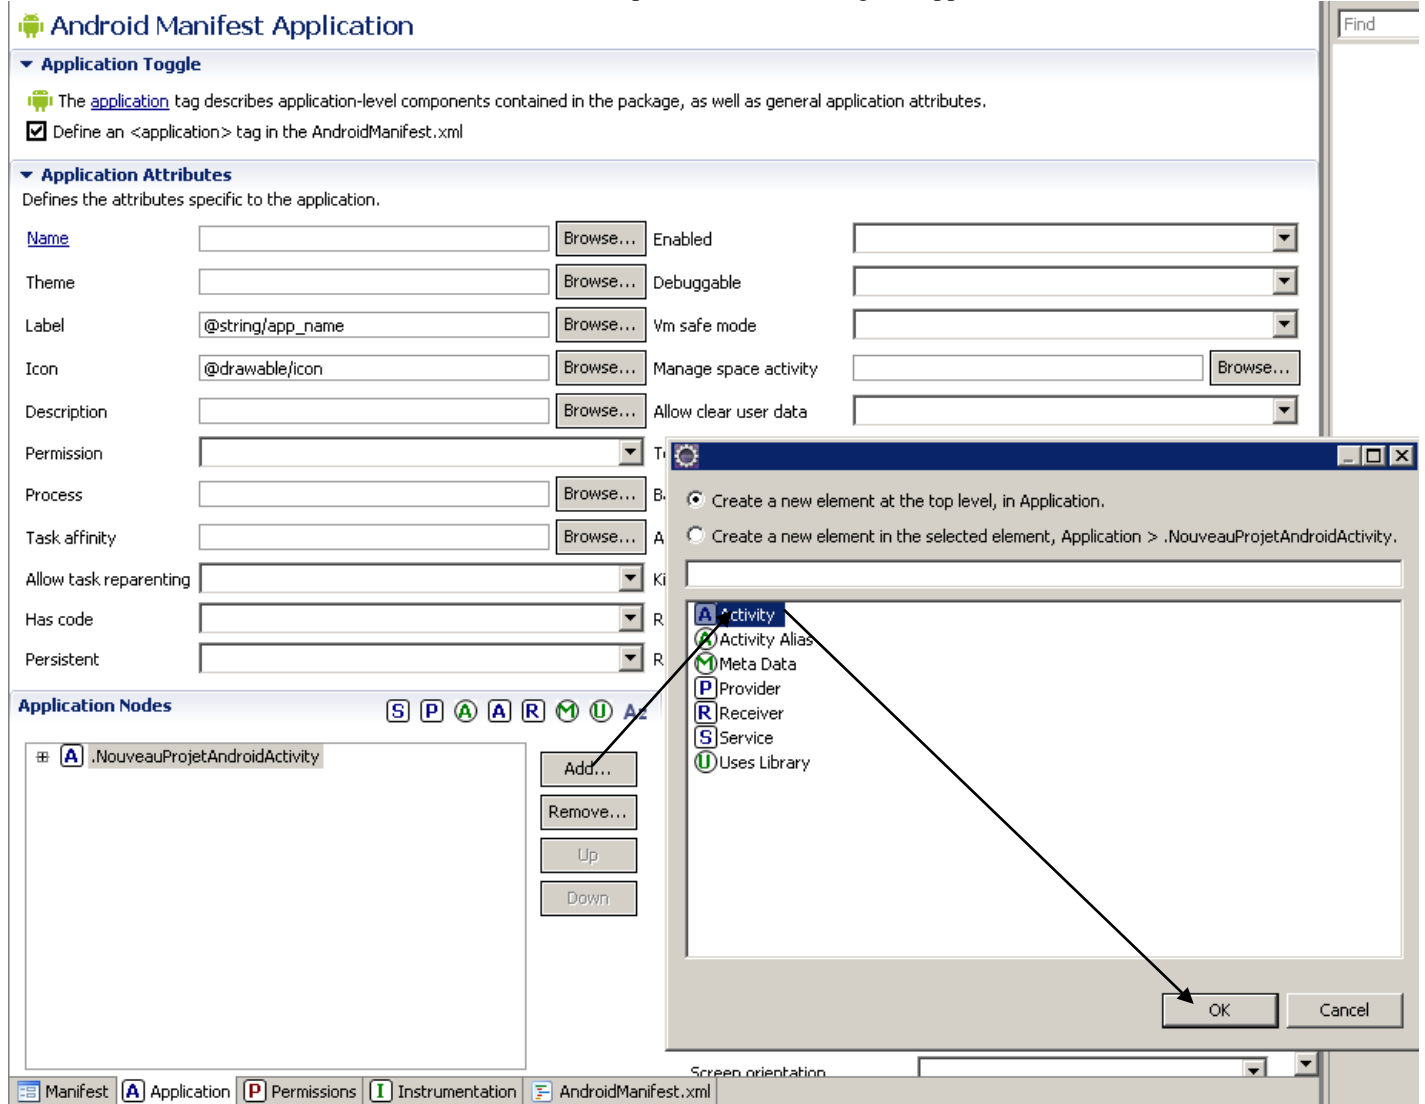 Android Manifest Application
Find
Application Toggle
The application tag describes application-level components contained in the package, as well as general application attributes.
Define an <application> tag in the AndroidManifest.xml
Application Attributes
Defines the attributes specific to the application.
Name Browse... Enabled
Theme Browse... Debuggable
Label @string/app_name Browse... Vm safe mode
Icon @drawable/icon Browse... Manage space activity Browse...
Description Browse... Allow clear user data
Permission
Process Browse...
Task affinity Browse...
Allow task reparenting
Has code
Persistent
Create a new element at the top level, in Application.
Create a new element in the selected element, Application > .NouveauProjetAndroidActivity.
A Activity
A Activity Alias
M Meta Data
P Provider
R Receiver
S Service
U Uses Library
OK Cancel
Application Nodes S P A A R M U Az
A .NouveauProjetAndroidActivity
Add...
Remove...
Up
Down
Screen orientation
Manifest A Application P Permissions I Instrumentation AndroidManifest.xml